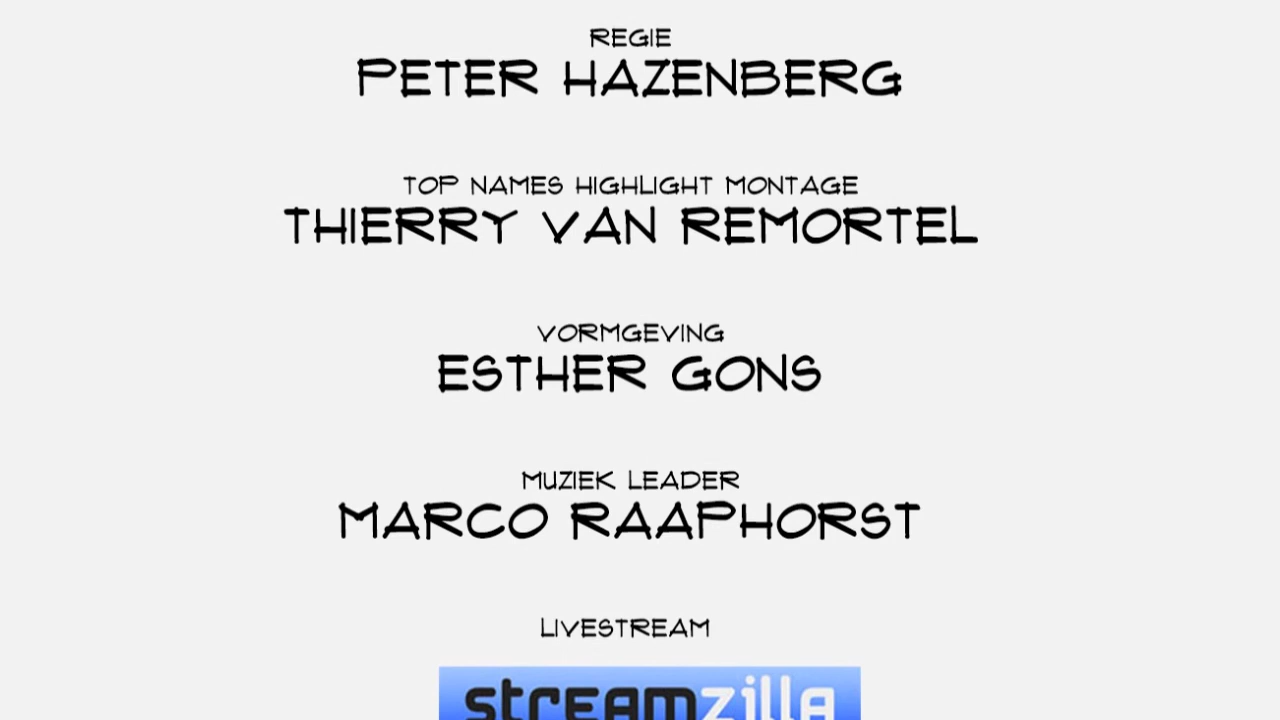 REGIE
PETER HAZENBERG
TOP NAMES HIGHLIGHT MONTAGE
THIERRY VAN REMORTEL
VORMGEVING
ESTHER GONS
MUZIEK LEADER
MARCO RAAPHORST
LIVESTREAM
streamzilla